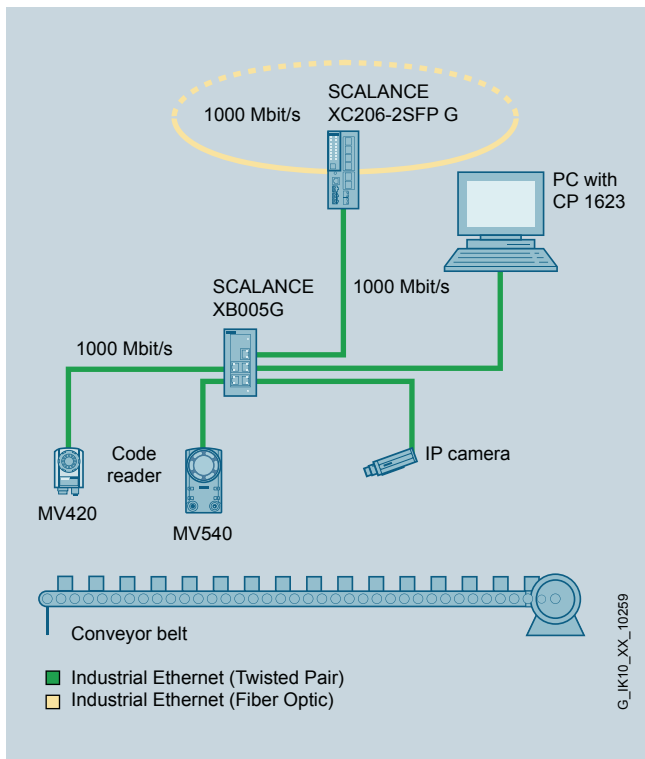 SCALANCE
XC206-2SFP G
1000 Mbit/s
PC with
CP 1623
SCALANCE
XB005G
1000 Mbit/s
1000 Mbit/s
Code
reader
IP camera
MV420
MV540
Conveyor belt
Industrial Ethernet (Twisted Pair)
Industrial Ethernet (Fiber Optic)
G_IK10_XX_10259